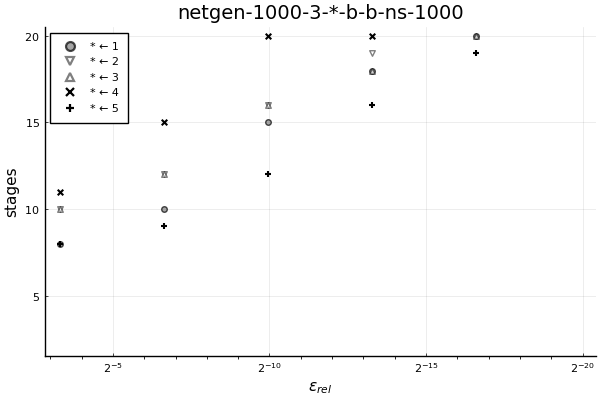 netgen-1000-3-*-b-b-ns-1000
* ← 1
* ← 2
* ← 3
* ← 4
* ← 5
20
15
10
5
stages
2⁻⁵ 2⁻¹⁰ 2⁻¹⁵ 2⁻²⁰
ε_rel